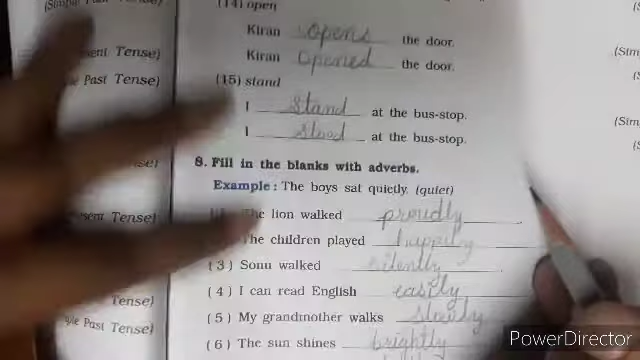 (14) open
Kiran opens the door.
ent Tense) Kiran opened the door.
Past Tense) (15) stand
I stand at the bus-stop.
I stood at the bus-stop.
8. Fill in the blanks with adverbs.
Example : The boys sat quietly. (quiet)
sent Tense) The lion walked proudly
The children played happily
(3) Sonu walked silently
Tense) (4) I can read English easily
Past Tense) (5) My grandmother walks slowly
(6) The sun shines brightly
PowerDirector